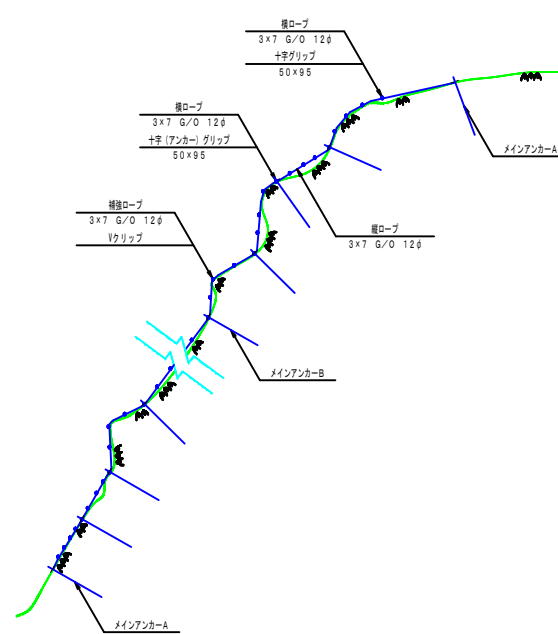 横ロープ
3×7 G/O 12φ
十字グリップ
50×95
横ロープ
3×7 G/O 12φ
十字(アンカー)グリップ
50×95
メインアンカーA
補強ロープ
3×7 G/O 12φ
Vクリップ
縦ロープ
3×7 G/O 12φ
メインアンカーB
メインアンカーA